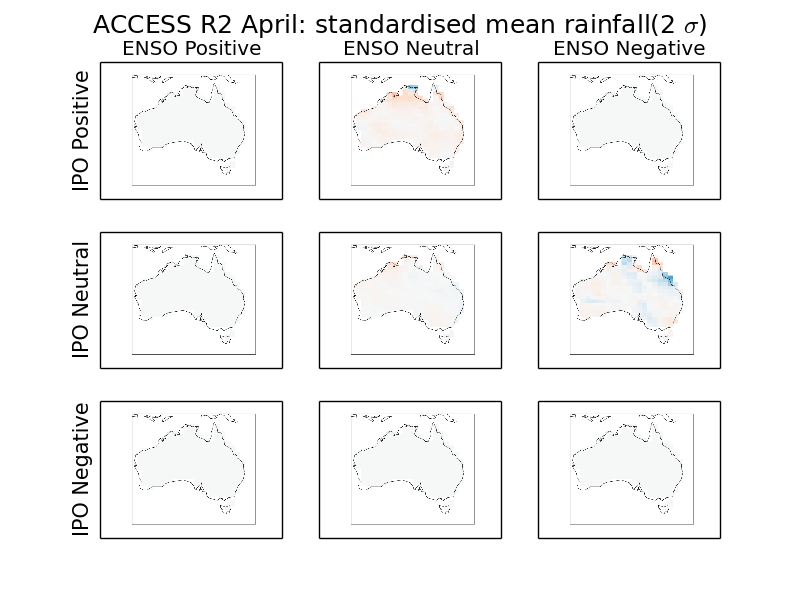 ACCESS R2 April: standardised mean rainfall(2 σ)
ENSO Positive ENSO Neutral ENSO Negative
IPO Positive
IPO Neutral
IPO Negative